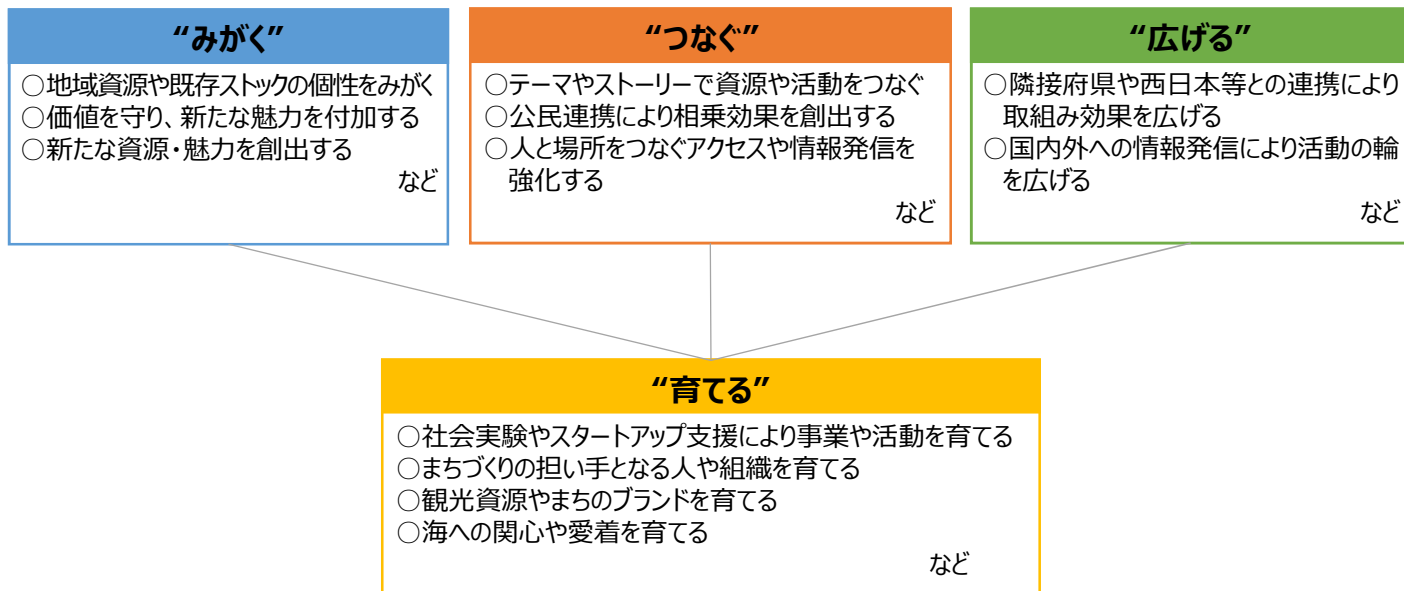 “みがく”
○地域資源や既存ストックの個性をみがく
○価値を守り、新たな魅力を付加する
○新たな資源・魅力を創出する
など
“つなぐ”
○テーマやストーリーで資源や活動をつなぐ
○公民連携により相乗効果を創出する
○人と場所をつなぐアクセスや情報発信を
強化する
など
“広げる”
○隣接府県や西日本等との連携により
取組み効果を広げる
○国内外への情報発信により活動の輪
を広げる
など
“育てる”
○社会実験やスタートアップ支援により事業や活動を育てる
○まちづくりの担い手となる人や組織を育てる
○観光資源やまちのブランドを育てる
○海への関心や愛着を育てる
など